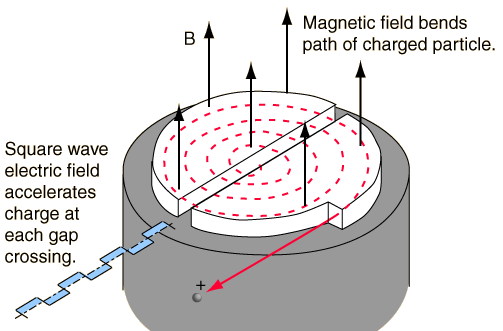 B
Magnetic field bends
path of charged particle.
Square wave
electric field
accelerates
charge at
each gap
crossing.
+